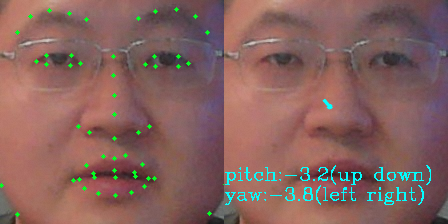 pitch:-3.2(up down)
yaw:-3.8(left right)